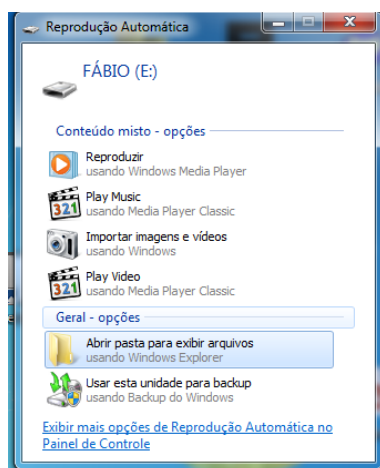 Reprodução Automática
FÁBIO (E:)
Conteúdo misto - opções
Reproduzir
usando Windows Media Player
Play Music
321
usando Media Player Classic
Importar imagens e vídeos
usando Windows
Play Video
321
usando Media Player Classic
Geral - opções
Abrir pasta para exibir arquivos
usando Windows Explorer
Usar esta unidade para backup
usando Backup do Windows
Exibir mais opções de Reprodução Automática no
Painel de Controle